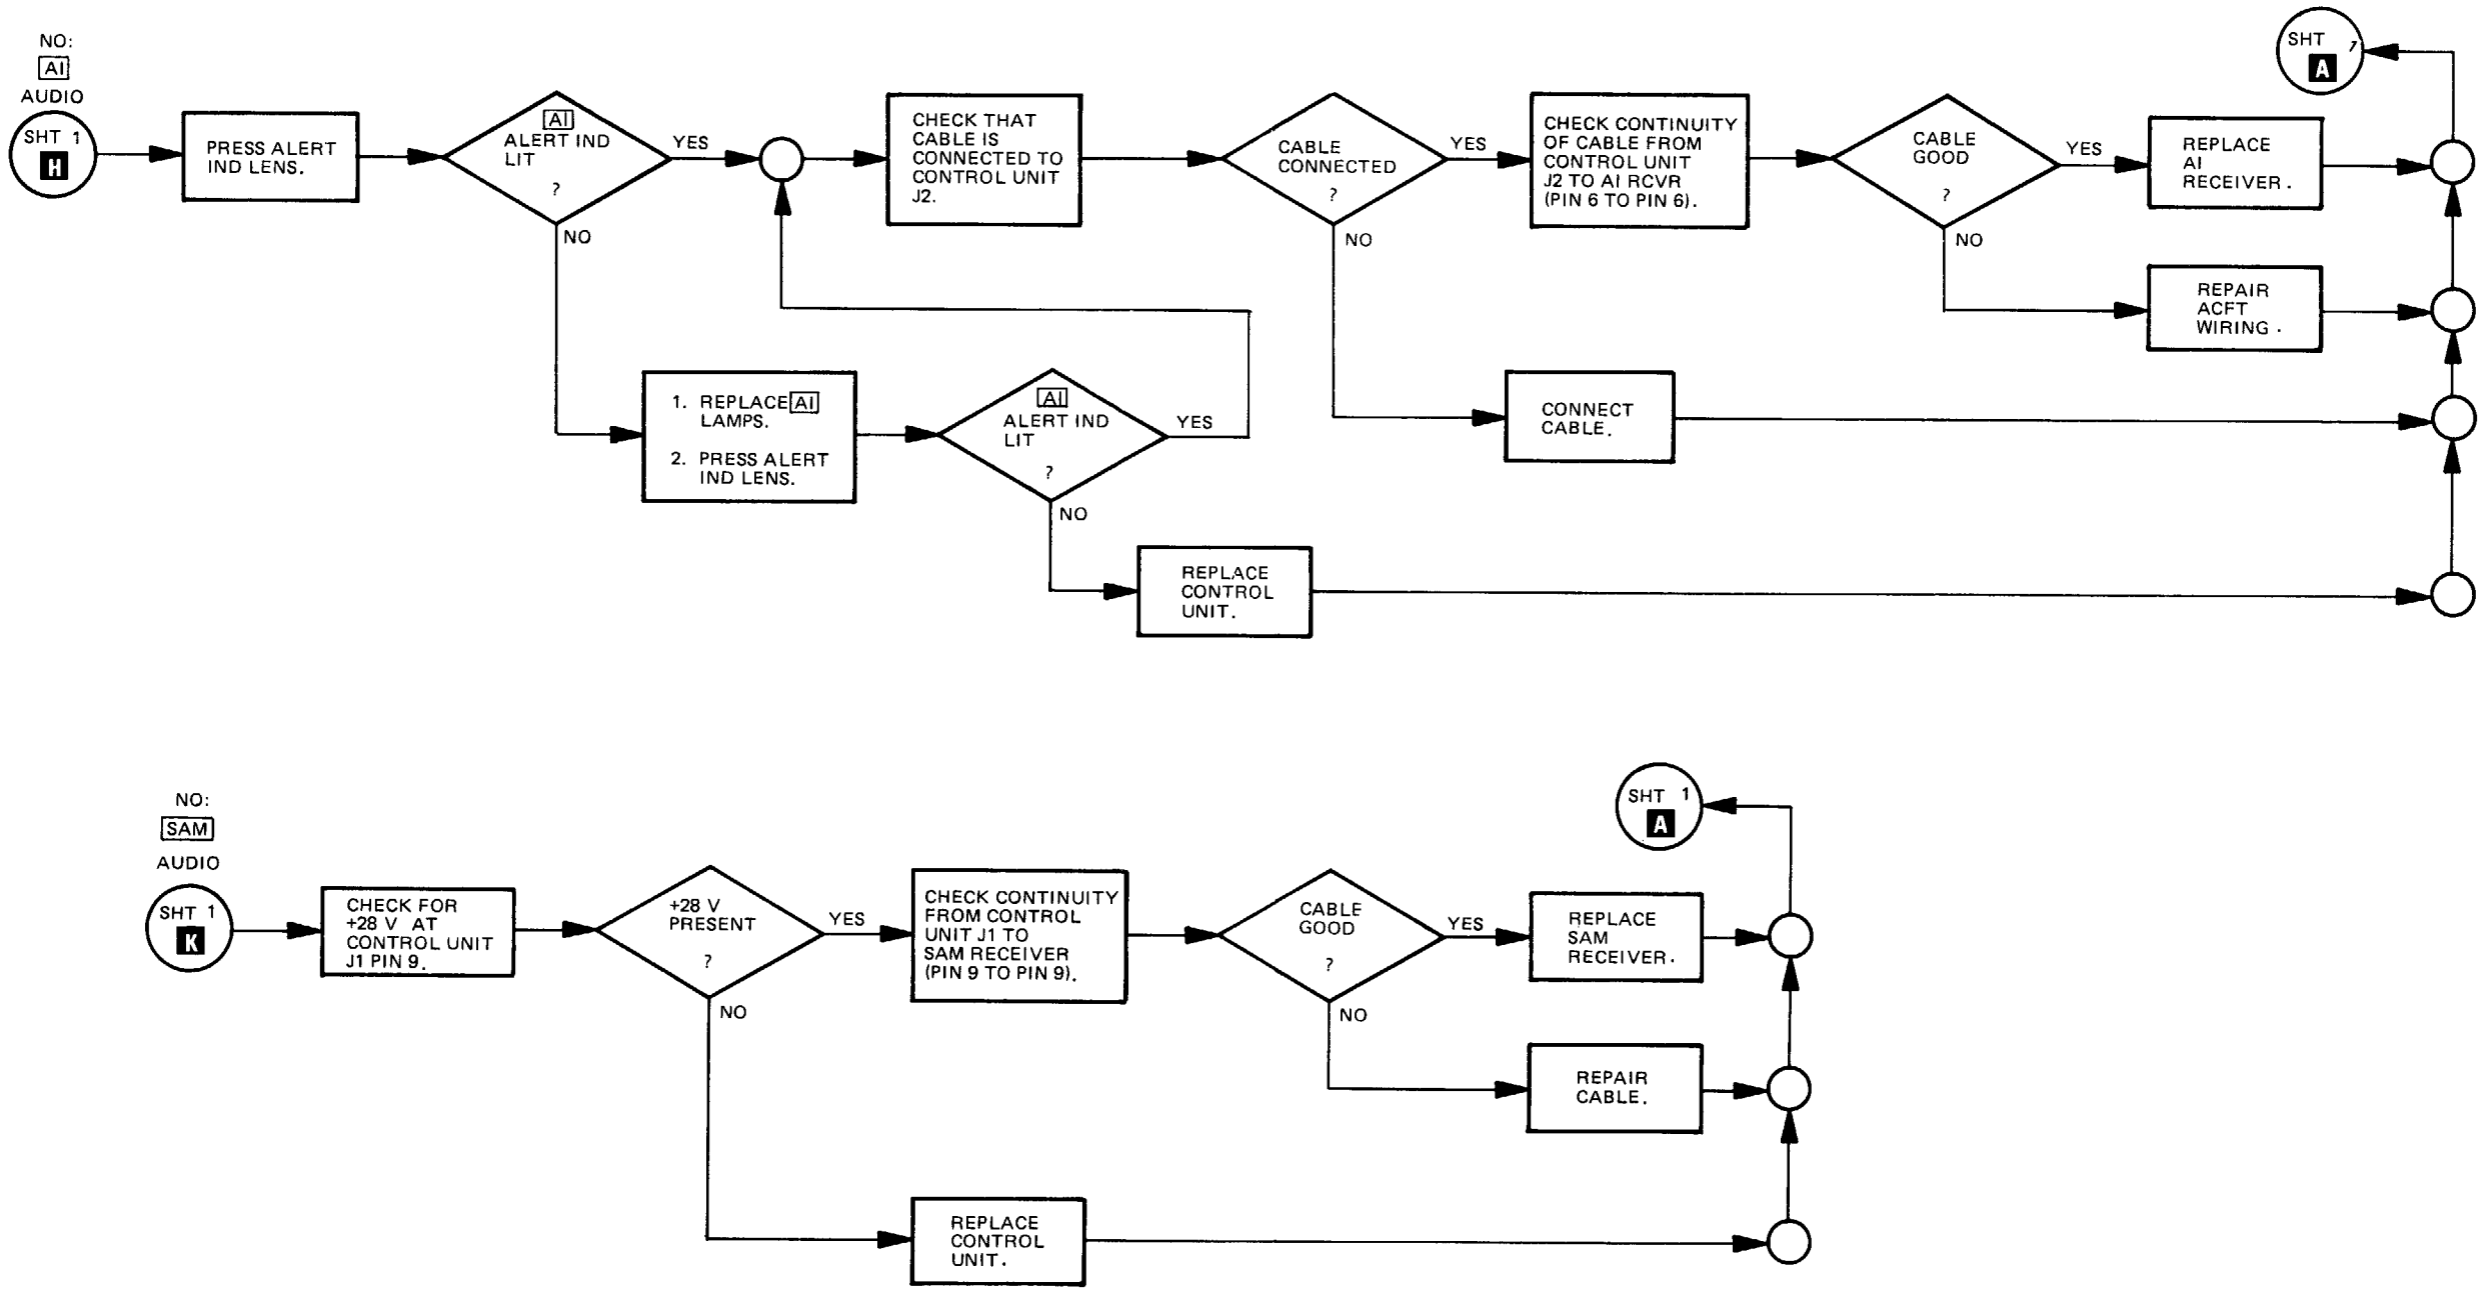 NO:
AI
AUDIO
SHT 1
H
PRESS ALERT
IND LENS.
AI
ALERT IND
LIT
?
YES
NO
CHECK THAT
CABLE IS
CONNECTED TO
CONTROL UNIT
J2.
CABLE
CONNECTED
?
YES
NO
CHECK CONTINUITY
OF CABLE FROM
CONTROL UNIT
J2 TO AI RCVR
(PIN 6 TO PIN 6).
CABLE
GOOD
?
YES
NO
REPLACE
AI
RECEIVER.
SHT
A
REPAIR
ACFT
WIRING.
1. REPLACE AI
LAMPS.
2. PRESS ALERT
IND LENS.
AI
ALERT IND
LIT
?
YES
NO
CONNECT
CABLE.
REPLACE
CONTROL
UNIT.
NO:
SAM
AUDIO
SHT 1
K
CHECK FOR
+28 V AT
CONTROL UNIT
J1 PIN 9.
+28 V
PRESENT
?
YES
NO
CHECK CONTINUITY
FROM CONTROL
UNIT J1 TO
SAM RECEIVER
(PIN 9 TO PIN 9).
CABLE
GOOD
?
YES
NO
REPLACE
SAM
RECEIVER.
SHT 1
A
REPAIR
CABLE.
REPLACE
CONTROL
UNIT.